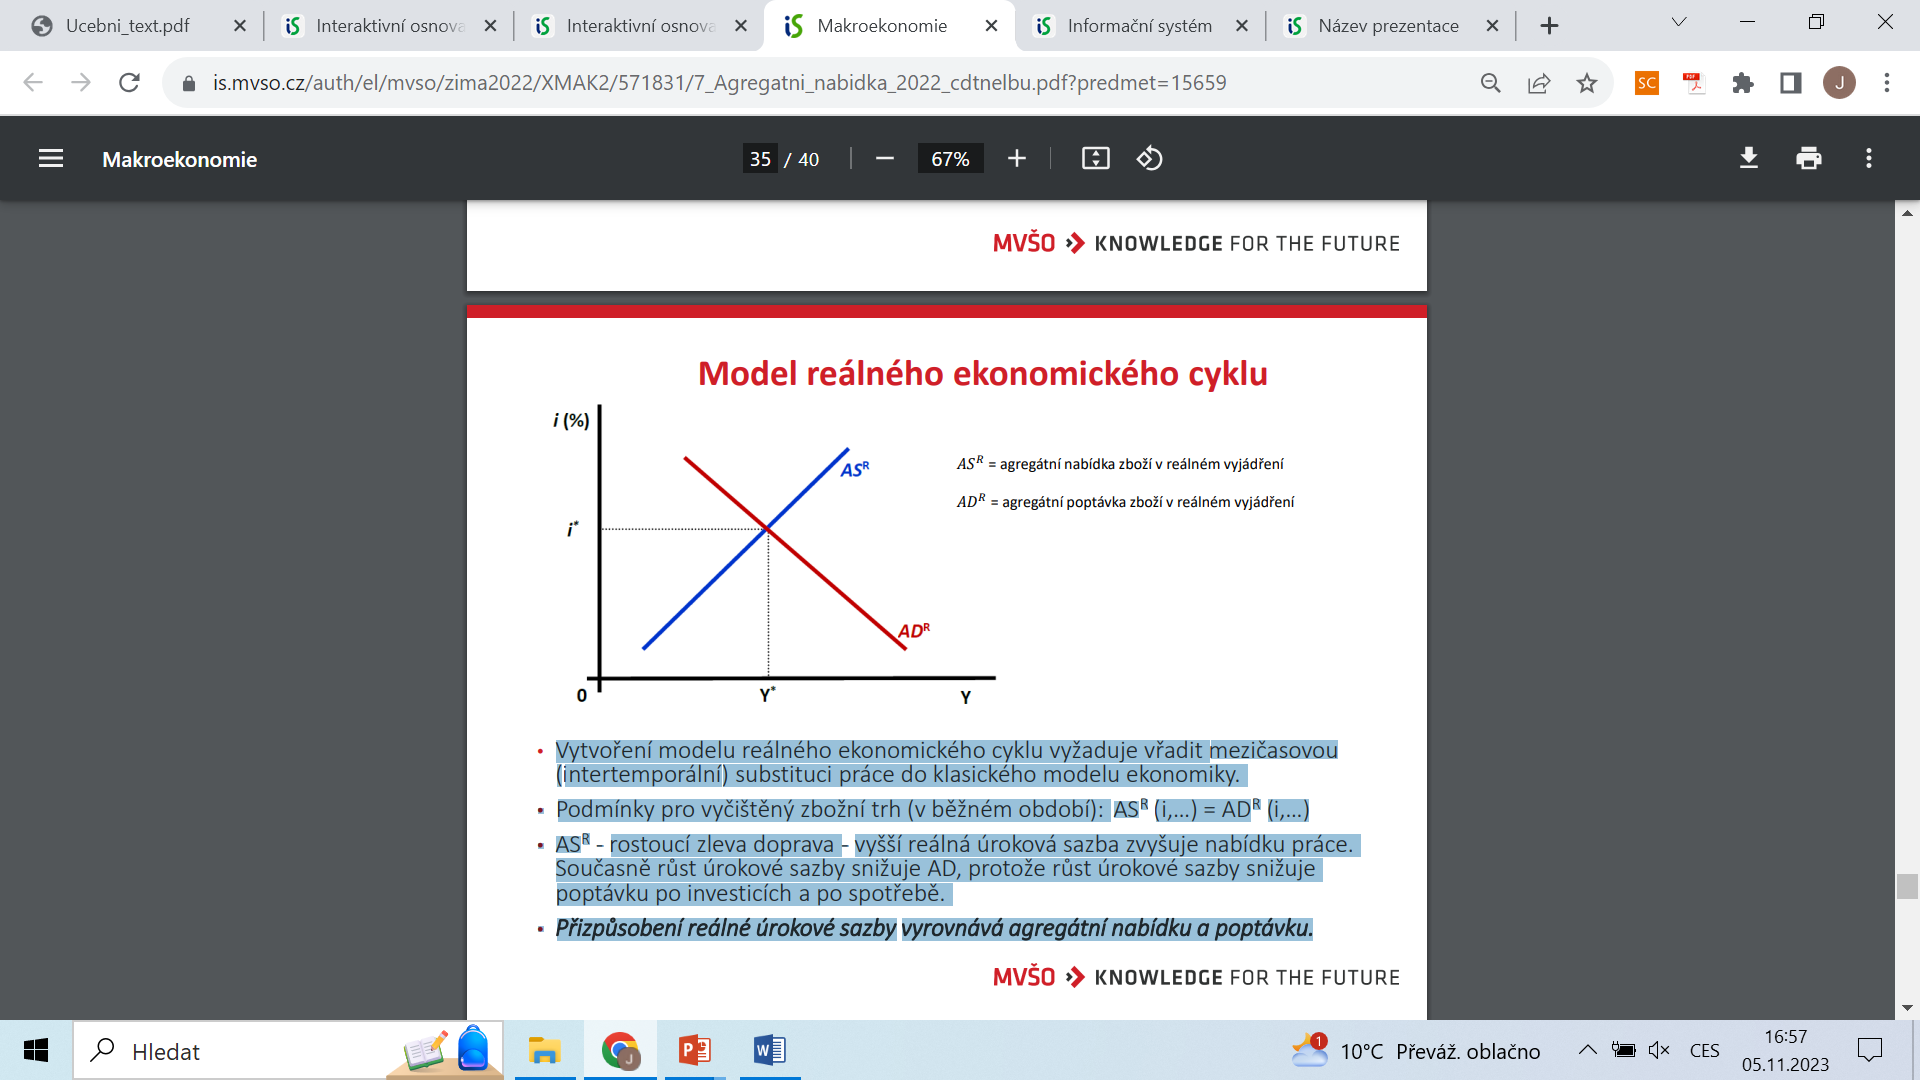 Ucebni_text.pdf
Interaktivní osnova
Interaktivní osnova
Makroekonomie
Informační systém
Název prezentace
is.mvso.cz/auth/el/mvso/zima2022/XMAK2/571831/7_Agregatni_nabidka_2022_cdtnelbu.pdf?predmet=15659
SC
PDF
J
Makroekonomie
35 / 40
67%
MVŠO KNOWLEDGE FOR THE FUTURE
Model reálného ekonomického cyklu
i (%)
ASᴿ
ASᴿ = agregátní nabídka zboží v reálném vyjádření
ADᴿ = agregátní poptávka zboží v reálném vyjádření
i*
ADᴿ
0
Y*
Y
• Vytvoření modelu reálného ekonomického cyklu vyžaduje vřadit mezičasovou
(intertemporální) substituci práce do klasického modelu ekonomiky.
• Podmínky pro vyčištěný zbožní trh (v běžném období): ASᴿ (i,...) = ADᴿ (i,...)
• ASᴿ - rostoucí zleva doprava - vyšší reálná úroková sazba zvyšuje nabídku práce.
Současně růst úrokové sazby snižuje AD, protože růst úrokové sazby snižuje
poptávku po investicích a po spotřebě.
• Přizpůsobení reálné úrokové sazby vyrovnává agregátní nabídku a poptávku.
MVŠO KNOWLEDGE FOR THE FUTURE
Hledat
J
P
W
1
10°C Převáž. oblačno
CES
16:57
05.11.2023